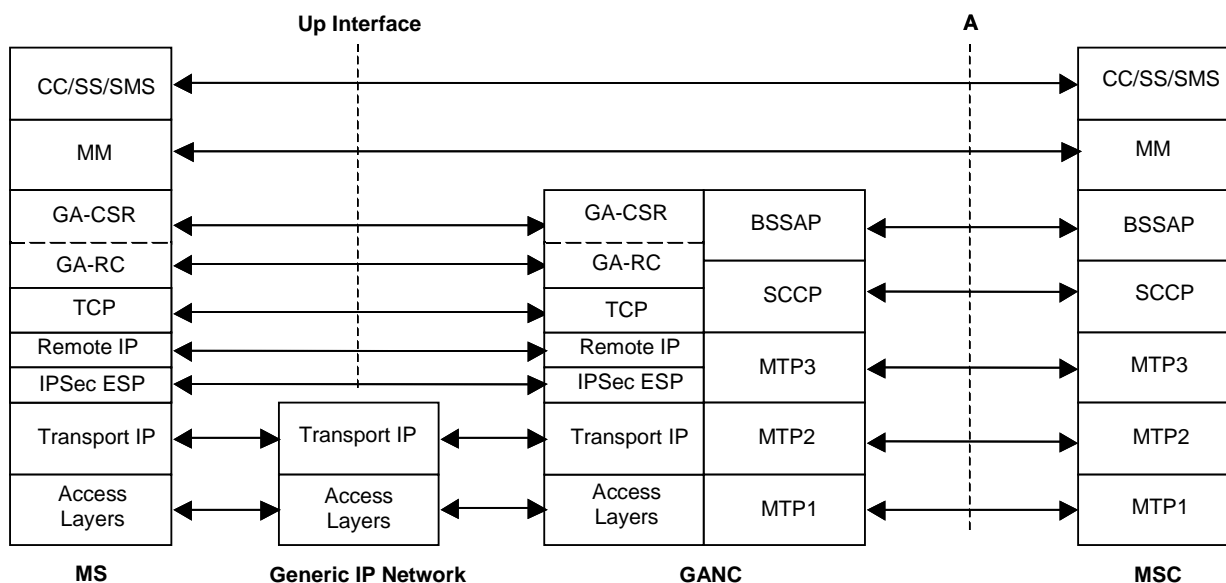 Up Interface
A
CC/SS/SMS
CC/SS/SMS
MM
MM
GA-CSR
GA-CSR
BSSAP
BSSAP
GA-RC
GA-RC
SCCP
SCCP
TCP
TCP
Remote IP
Remote IP
MTP3
MTP3
IPSec ESP
IPSec ESP
Transport IP
Transport IP
Transport IP
MTP2
MTP2
Access
Layers
Access
Layers
Access
Layers
MTP1
MTP1
MS
Generic IP Network
GANC
MSC